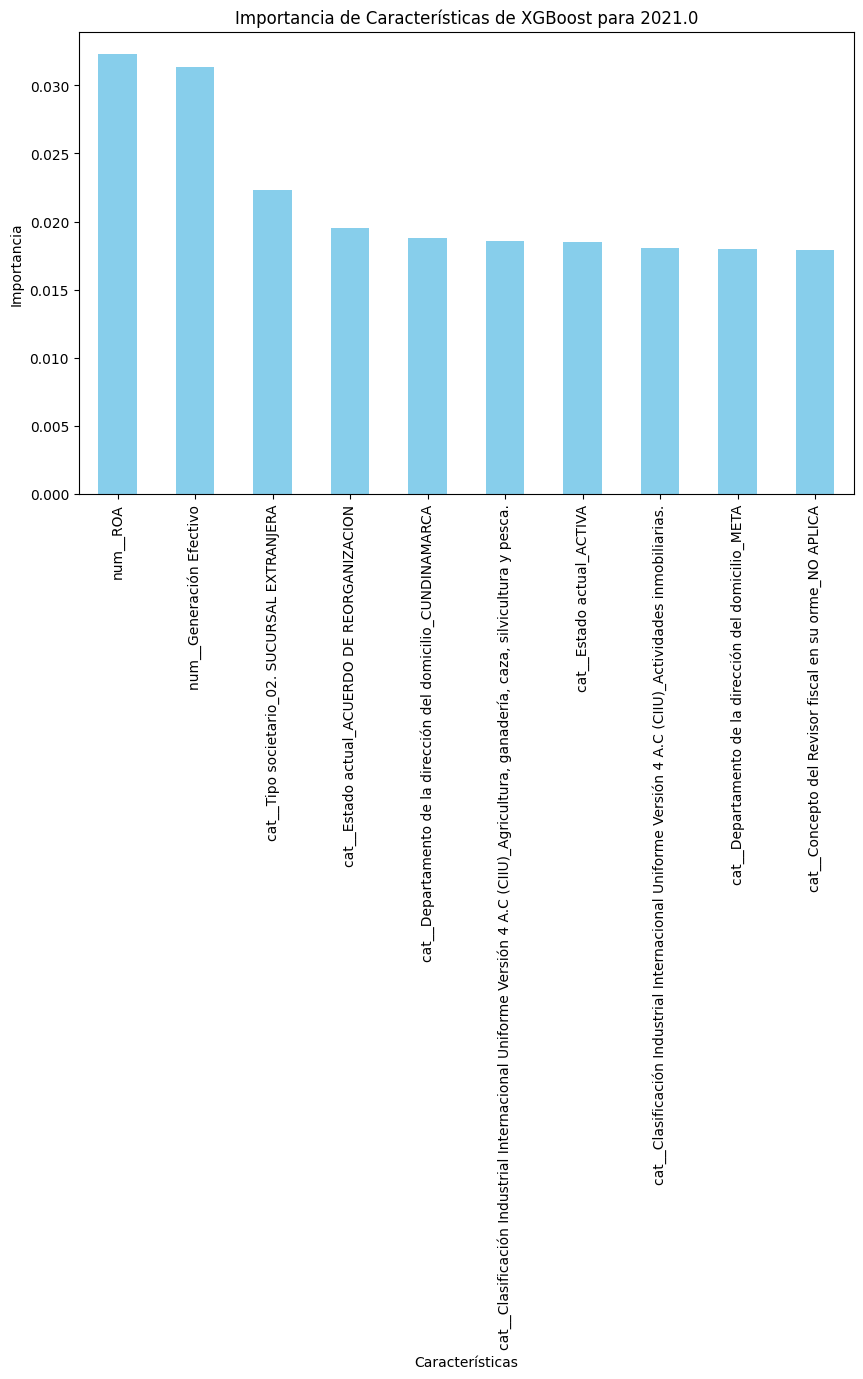 Importancia de Características de XGBoost para 2021.0
Importancia
0.030
0.025
0.020
0.015
0.010
0.005
0.000
num__ROA
num__Generación Efectivo
cat__Tipo societario_02. SUCURSAL EXTRANJERA
cat__Estado actual_ACUERDO DE REORGANIZACION
cat__Departamento de la dirección del domicilio_CUNDINAMARCA
cat__Clasificación Industrial Internacional Uniforme Versión 4 A.C (CIIU)_Agricultura, ganadería, caza, silvicultura y pesca.
cat__Estado actual_ACTIVA
cat__Clasificación Industrial Internacional Uniforme Versión 4 A.C (CIIU)_Actividades inmobiliarias.
cat__Departamento de la dirección del domicilio_META
cat__Concepto del Revisor fiscal en su orme_NO APLICA
Características